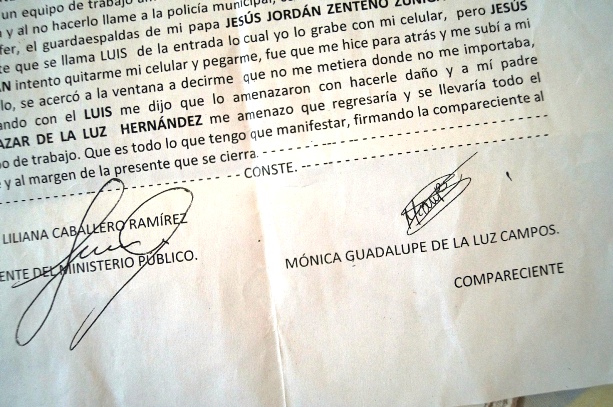 un equipo de trabajo
y al no hacerlo llame a la policía municipal,
fer, el guardaespaldas de mi papa JESÚS JORDÁN ZENTENO ZÚÑIGA
te que se llama LUIS de la entrada lo cual yo lo grabe con mi celular, pero JESÚS
AN intento quitarme mi celular y pegarme, fue que me hice para atrás y me subí a mi
lo, se acercó a la ventana a decirme que no me metiera donde no me importaba,
ando con el LUIS me dijo que lo amenazaron con hacerle daño y a mí padre
AZAR DE LA LUZ HERNÁNDEZ me amenazo que regresaría y se llevaría todo el
po de trabajo. Que es todo lo que tengo que manifestar, firmando la compareciente al
e y al margen de la presente que se cierra.
CONSTE.
LILIANA CABALLERO RAMÍREZ
ENTE DEL MINISTERIO PÚBLICO.
MÓNICA GUADALUPE DE LA LUZ CAMPOS.
COMPARECIENTE